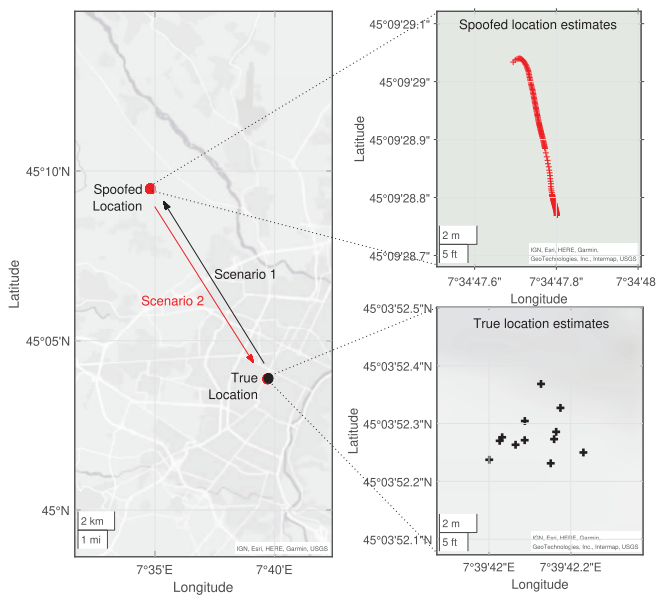 Latitude
45°10'N
45°05'N
45°N
Spoofed
Location
Scenario 1
Scenario 2
True
Location
2 km
1 mi
IGN, Esri, HERE, Garmin, USGS
7°35'E
7°40'E
Longitude
Spoofed location estimates
Latitude
45°09'29.1"
45°09'29"
45°09'28.9"
45°09'28.8"
45°09'28.7"
2 m
5 ft
IGN, Esri, HERE, Garmin,
GeoTechnologies, Inc., Intermap, USGS
7°34'47.6"
7°34'47.8"
7°34'48
Longitude
True location estimates
Latitude
45°03'52.5"N
45°03'52.4"N
45°03'52.3"N
45°03'52.2"N
45°03'52.1"N
2 m
5 ft
IGN, Esri, HERE, Garmin,
GeoTechnologies, Inc., Intermap, USGS
7°39'42"E
7°39'42.2"E
Longitude